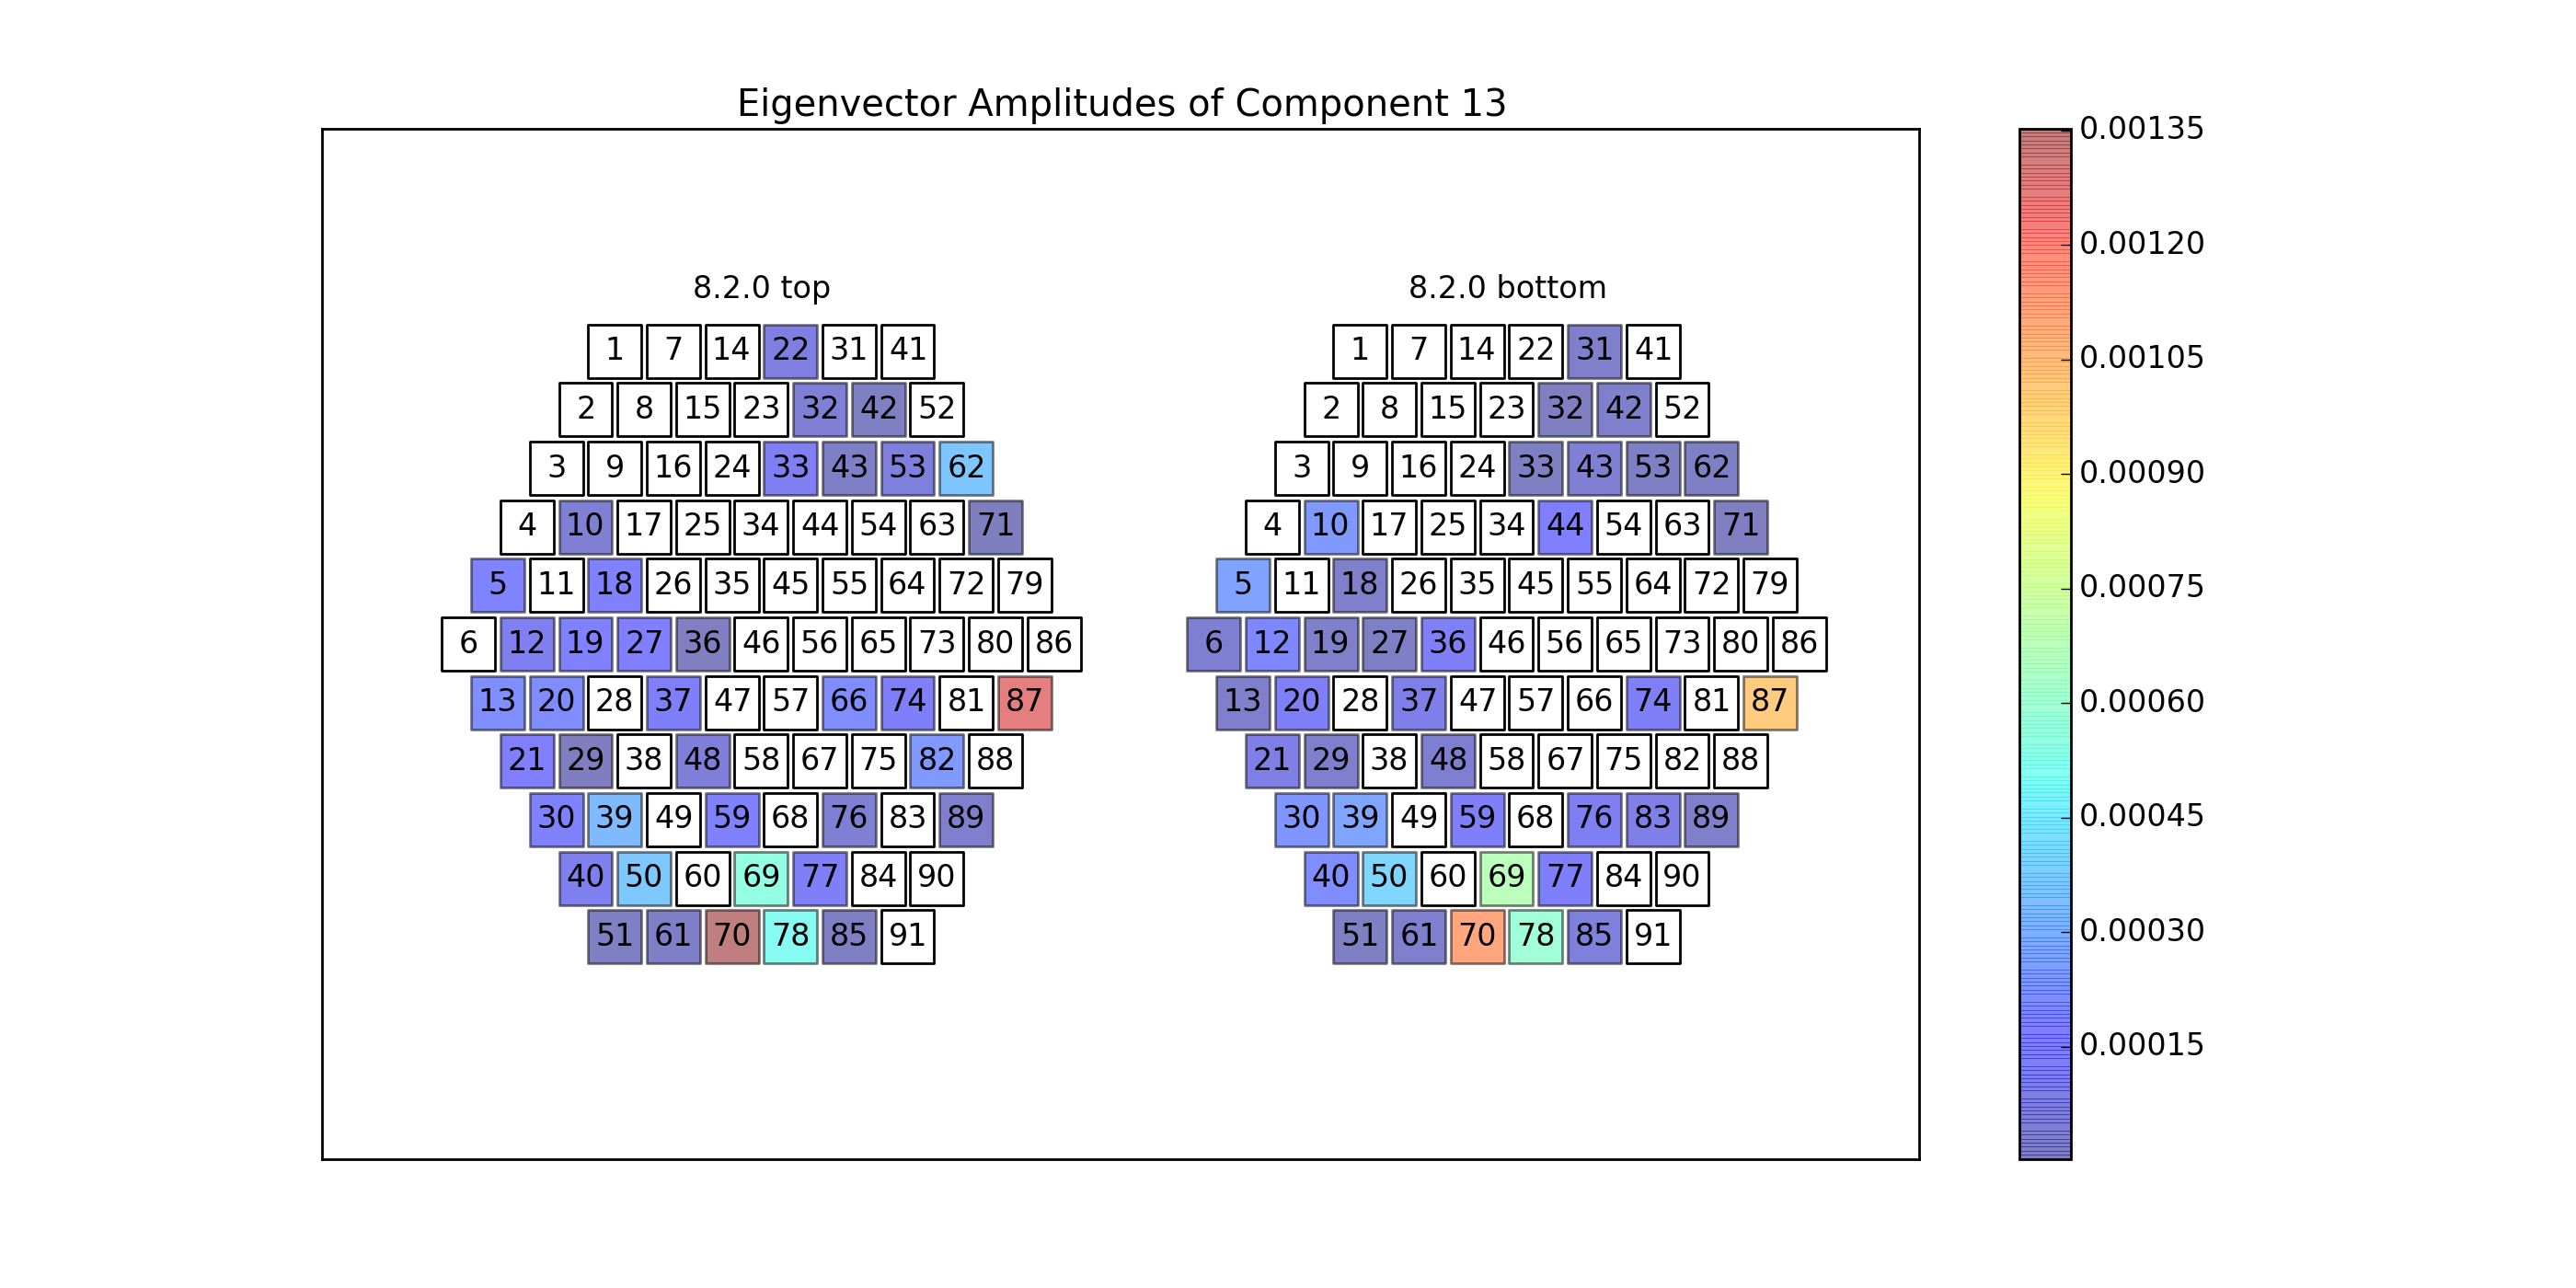 Eigenvector Amplitudes of Component 13
8.2.0 top
1 7 14 22 31 41
2 8 15 23 32 42 52
3 9 16 24 33 43 53 62
4 10 17 25 34 44 54 63 71
5 11 18 26 35 45 55 64 72 79
6 12 19 27 36 46 56 65 73 80 86
13 20 28 37 47 57 66 74 81 87
21 29 38 48 58 67 75 82 88
30 39 49 59 68 76 83 89
40 50 60 69 77 84 90
51 61 70 78 85 91
8.2.0 bottom
1 7 14 22 31 41
2 8 15 23 32 42 52
3 9 16 24 33 43 53 62
4 10 17 25 34 44 54 63 71
5 11 18 26 35 45 55 64 72 79
6 12 19 27 36 46 56 65 73 80 86
13 20 28 37 47 57 66 74 81 87
21 29 38 48 58 67 75 82 88
30 39 49 59 68 76 83 89
40 50 60 69 77 84 90
51 61 70 78 85 91
0.00135
0.00120
0.00105
0.00090
0.00075
0.00060
0.00045
0.00030
0.00015